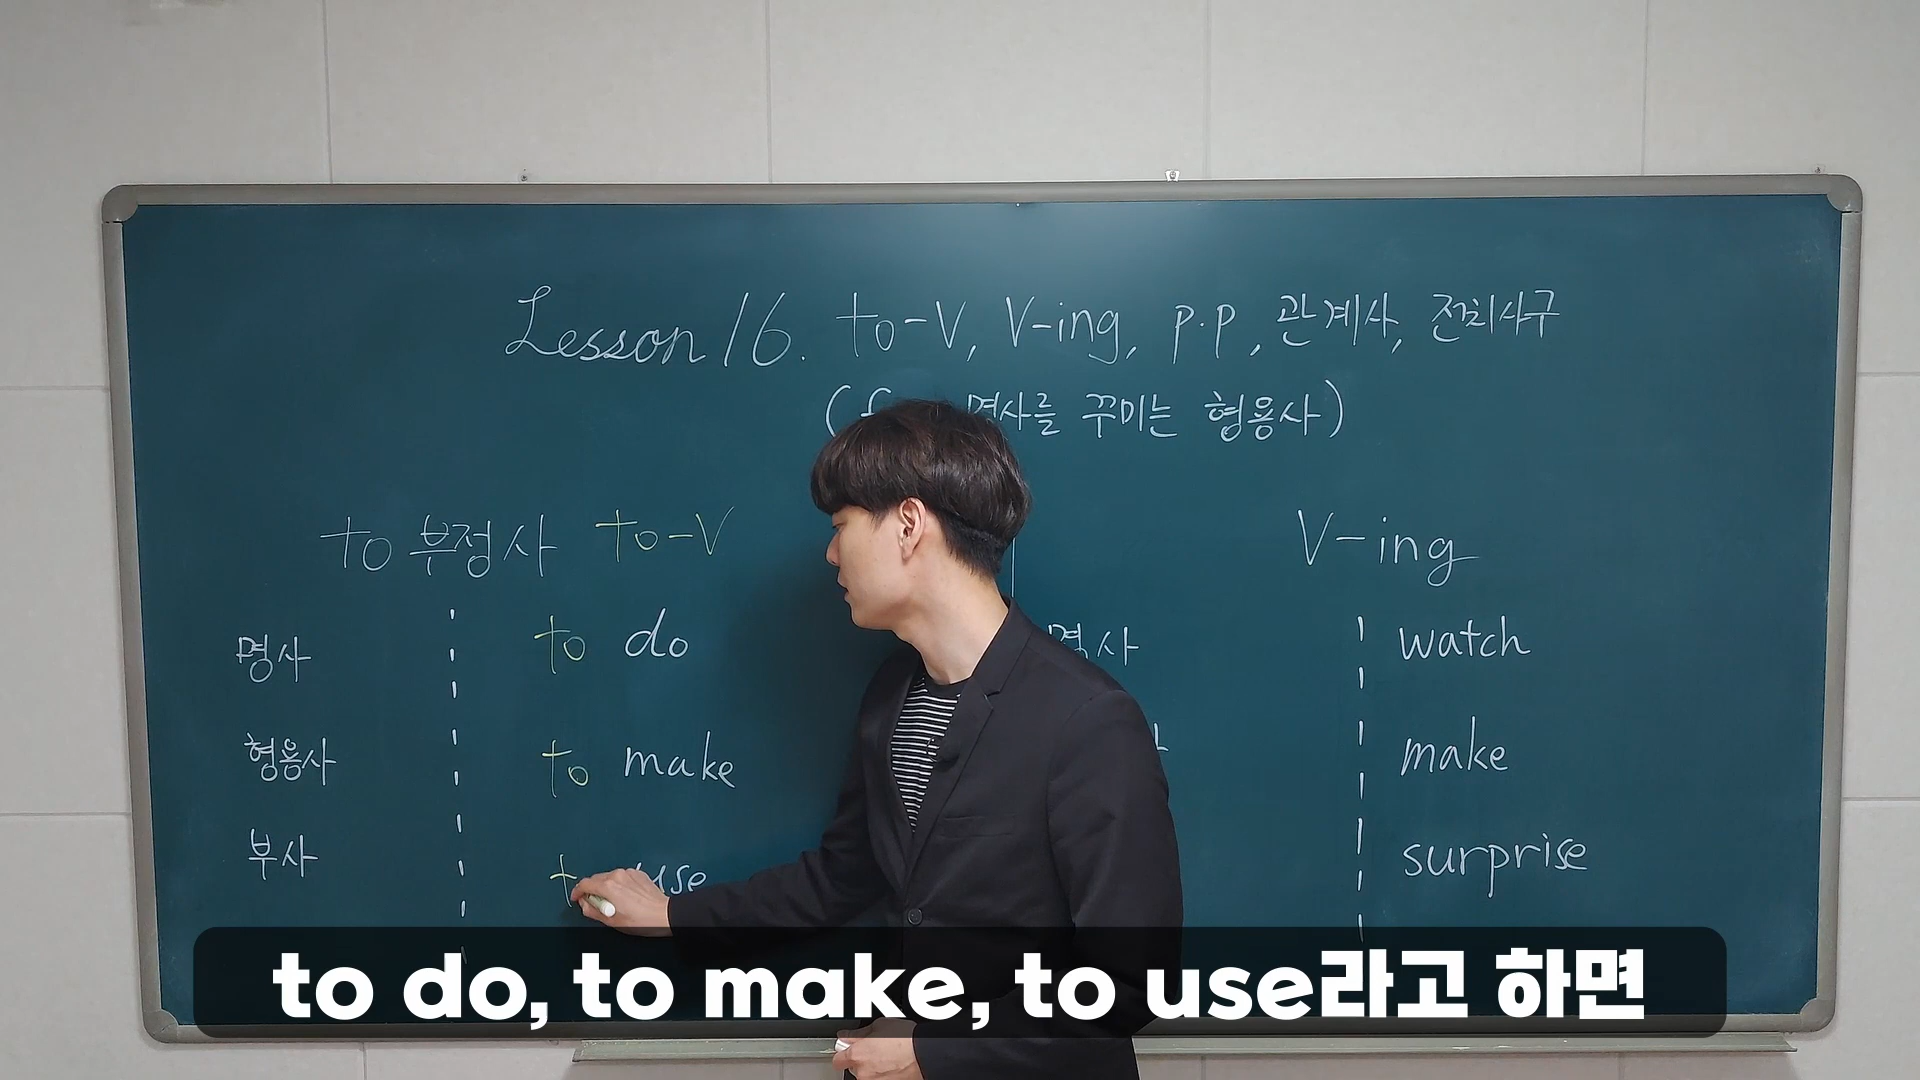 Lesson 16. to-V, V-ing, p.p, 관계사, 전치사구
( 명사를 꾸미는 형용사)
to 부정사 to-V
V-ing
명사 to do
명사 watch
형용사 to make
make
부사 use
surprise
to do, to make, to use라고 하면